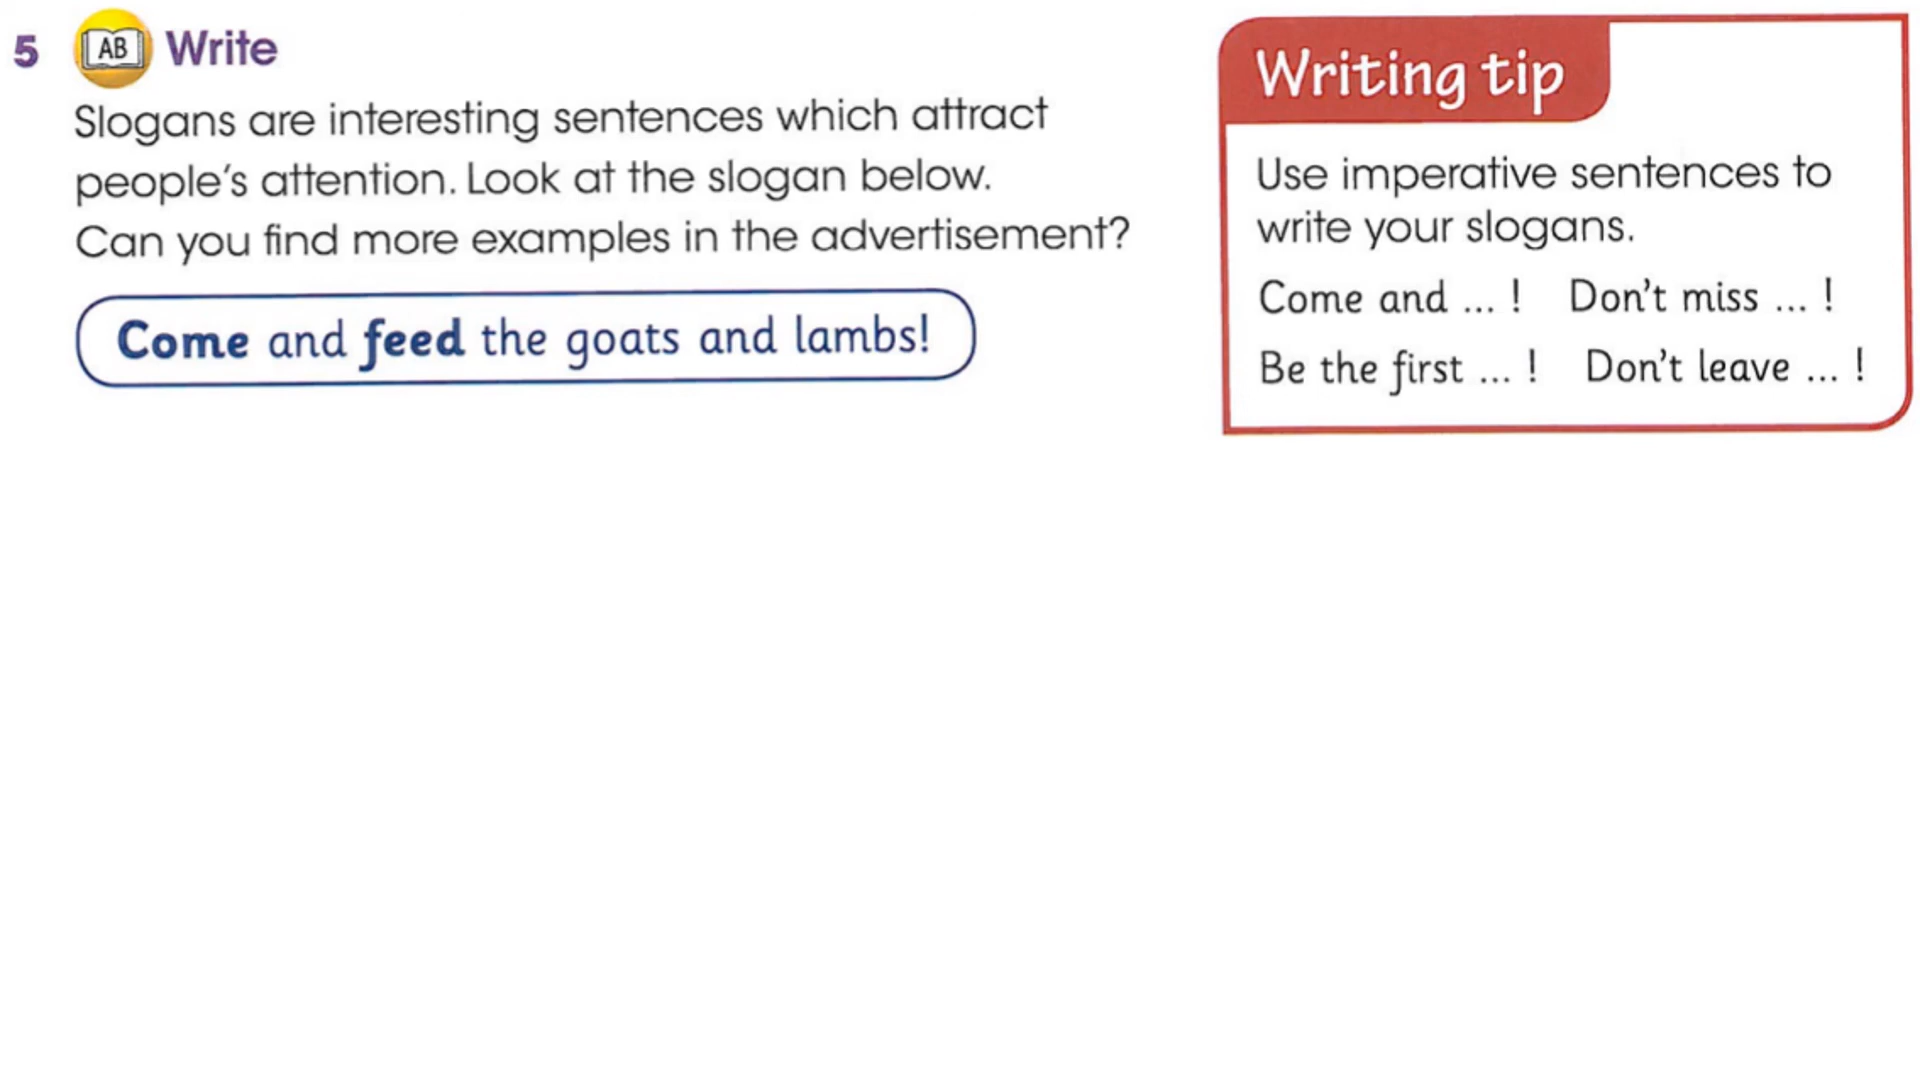 5 AB Write
Slogans are interesting sentences which attract
people's attention. Look at the slogan below.
Can you find more examples in the advertisement?
Come and feed the goats and lambs!
Writing tip
Use imperative sentences to
write your slogans.
Come and ... ! Don't miss ... !
Be the first ... ! Don't leave ... !